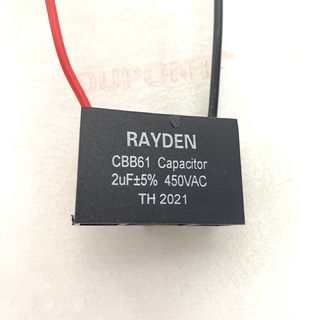 RAYDEN
CBB61 Capacitor
2uF±5% 450VAC
TH 2021